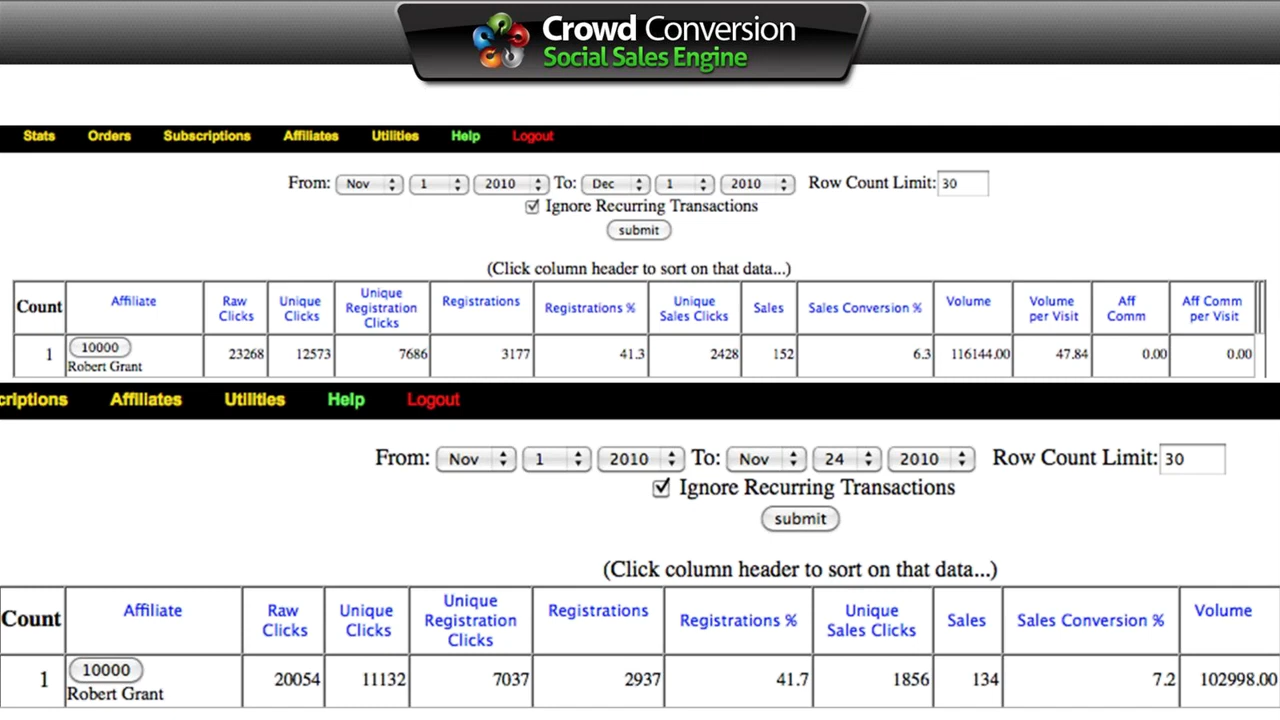 Crowd Conversion
Social Sales Engine
Stats Orders Subscriptions Affiliates Utilities Help Logout
From: Nov 1 2010 To: Dec 1 2010 Row Count Limit: 30
Ignore Recurring Transactions
submit
(Click column header to sort on that data...)
Count Affiliate Raw Clicks Unique Clicks Unique Registration Clicks Registrations Registrations % Unique Sales Clicks Sales Sales Conversion % Volume Volume per Visit Aff Comm Aff Comm per Visit
1 10000 Robert Grant 23268 12573 7686 3177 41.3 2428 152 6.3 116144.00 47.84 0.00 0.00
criptions Affiliates Utilities Help Logout
From: Nov 1 2010 To: Nov 24 2010 Row Count Limit: 30
Ignore Recurring Transactions
submit
(Click column header to sort on that data...)
Count Affiliate Raw Clicks Unique Clicks Unique Registration Clicks Registrations Registrations % Unique Sales Clicks Sales Sales Conversion % Volume
1 10000 Robert Grant 20054 11132 7037 2937 41.7 1856 134 7.2 102998.00